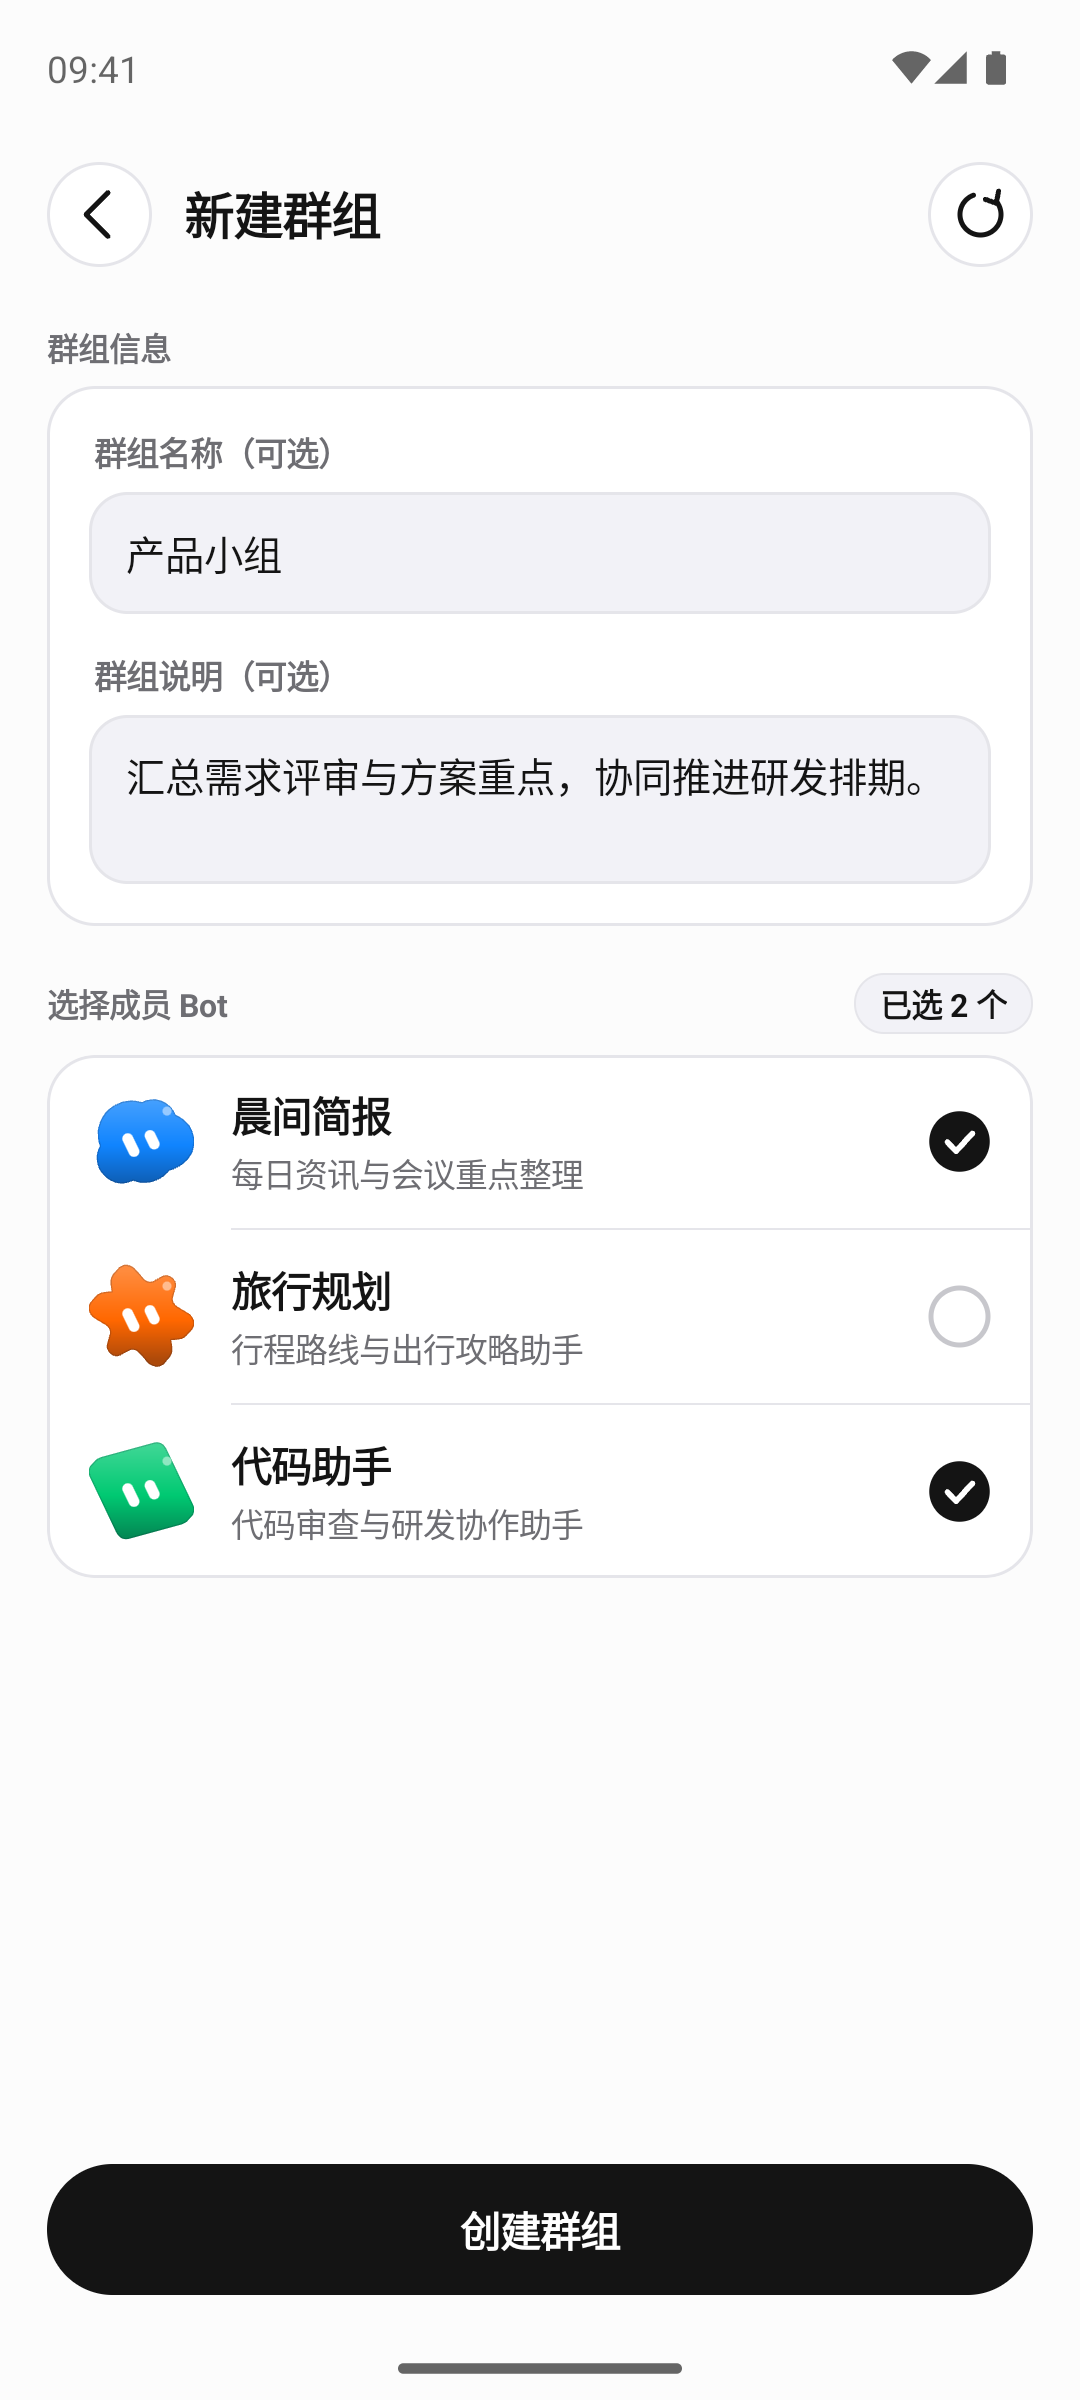 09:41
新建群组
群组信息
群组名称（可选）
产品小组
群组说明（可选）
汇总需求评审与方案重点，协同推进研发排期。
选择成员 Bot
已选 2 个
晨间简报
每日资讯与会议重点整理
旅行规划
行程路线与出行攻略助手
代码助手
代码审查与研发协作助手
创建群组